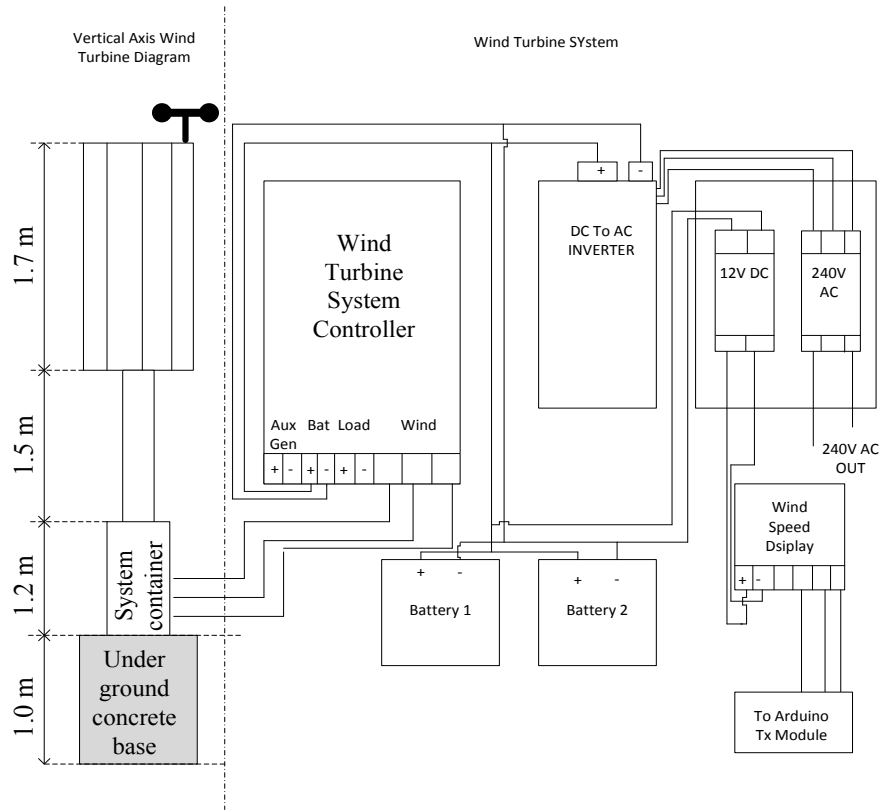 Vertical Axis Wind
Turbine Diagram
Wind Turbine SYstem
1.7 m
1.5 m
1.2 m
1.0 m
System
container
Under
ground
concrete
base
Wind
Turbine
System
Controller
Aux Bat Load Wind
Gen
+ - + - + -
+ -
DC To AC
INVERTER
12V DC
240V
AC
240V AC
OUT
Wind
Speed
Dsiplay
+ -
+ -
Battery 1
+ -
Battery 2
To Arduino
Tx Module